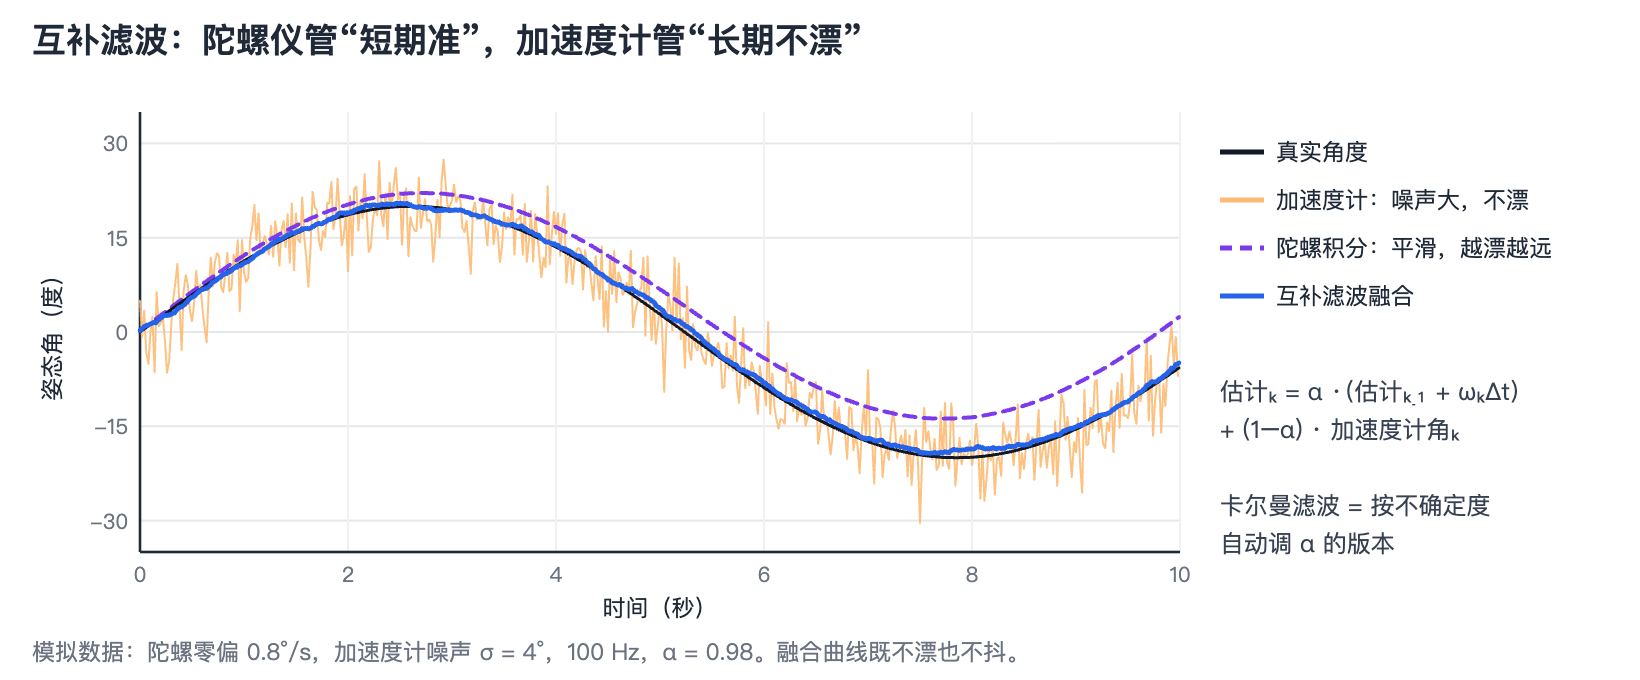 互补滤波：陀螺仪管“短期准”，加速度计管“长期不漂”
姿态角（度）
30
15
0
−15
−30
0
2
4
6
8
10
时间（秒）
真实角度
加速度计：噪声大，不漂
陀螺积分：平滑，越漂越远
互补滤波融合
估计ₖ = α ·(估计ₖ₋₁ + ωₖΔt)
+ (1−α) · 加速度计角ₖ
卡尔曼滤波 = 按不确定度
自动调 α 的版本
模拟数据：陀螺零偏 0.8°/s，加速度计噪声 σ = 4°，100 Hz，α = 0.98。融合曲线既不漂也不抖。